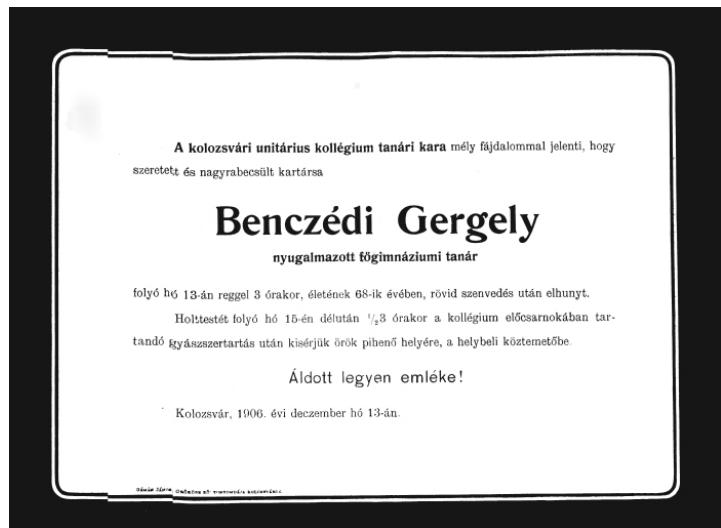 A kolozsvári unitárius kollégium tanári kara mély fájdalommal jelenti, hogy
szeretett és nagyrabecsült kartársa
Benczédi Gergely
nyugalmazott főgimnáziumi tanár
folyó hó 13-án reggel 3 órakor, életének 68-ik évében, rövid szenvedés után elhunyt.
Holttestét folyó hó 15-én délután 1/2 3 órakor a kollégium előcsarnokában tar-
tandó gyászszertartás után kisérjük örök pihenő helyére, a helybeli köztemetőbe.
Áldott legyen emléke!
Kolozsvár, 1906. évi deczember hó 13-án.